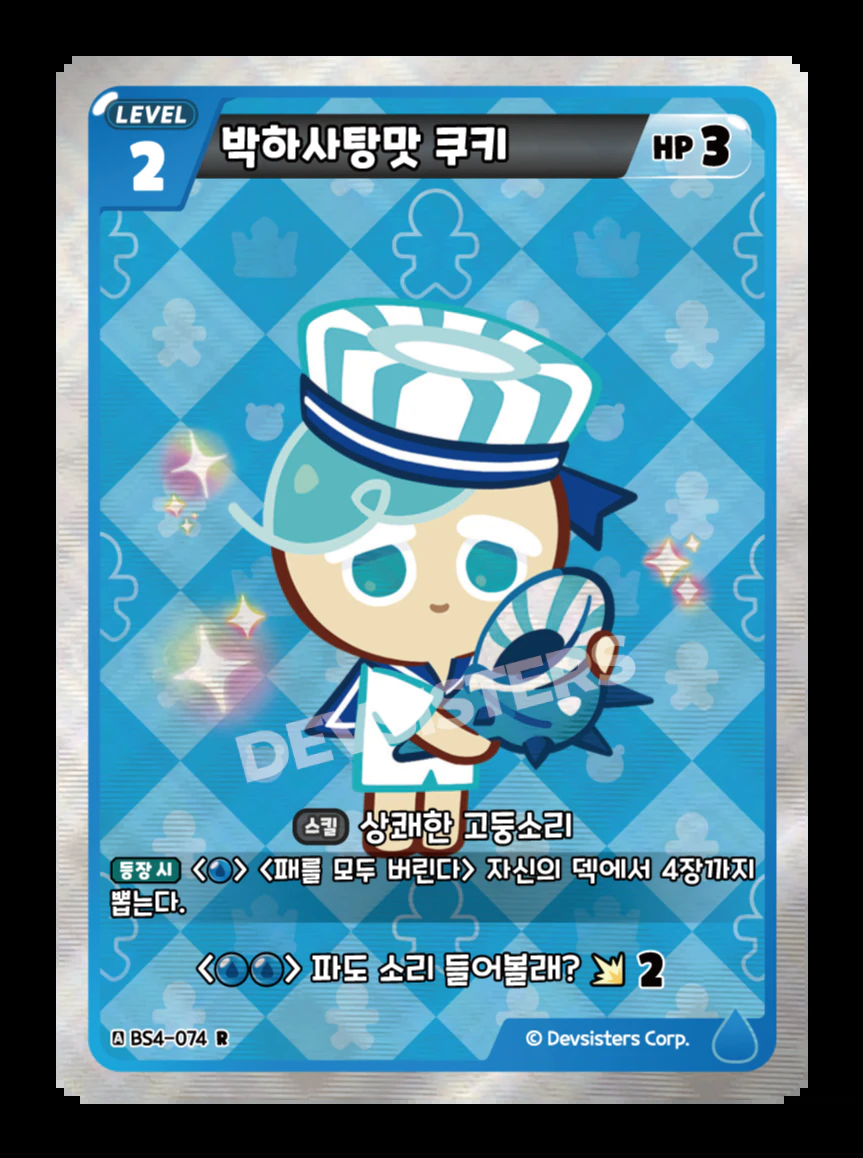 LEVEL
2
박하사탕맛 쿠키
HP 3
DEVSISTERS
스킬 상쾌한 고둥소리
등장 시 < > <패를 모두 버린다> 자신의 덱에서 4장까지
뽑는다.
< > 파도 소리 들어볼래? 2
A BS4-074 R
© Devsisters Corp.